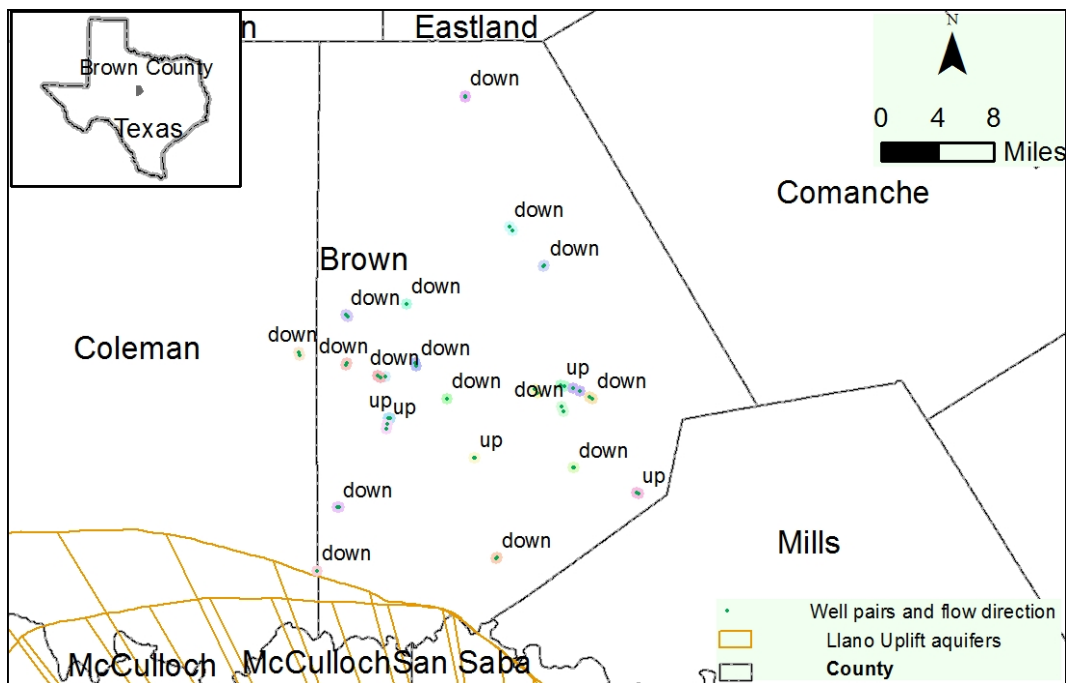 n
Eastland
N
Brown County
Texas
down
0 4 8
Miles
Comanche
down
down
Brown
down
down
Coleman
down
down
down
down
up
down
down
down
up
up
up
down
up
down
down
down
Mills
Well pairs and flow direction
Llano Uplift aquifers
County
McCulloch
McCulloch
San Saba